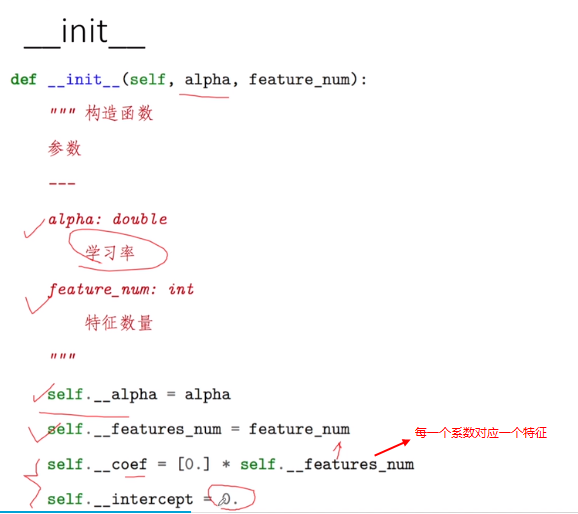 __init__
def __init__(self, alpha, feature_num):
""" 构造函数
参数
---
alpha: double
学习率
feature_num: int
特征数量
"""
self.__alpha = alpha
self.__features_num = feature_num
每一个系数对应一个特征
self.__coef = [0.] * self.__features_num
self.__intercept = 0.